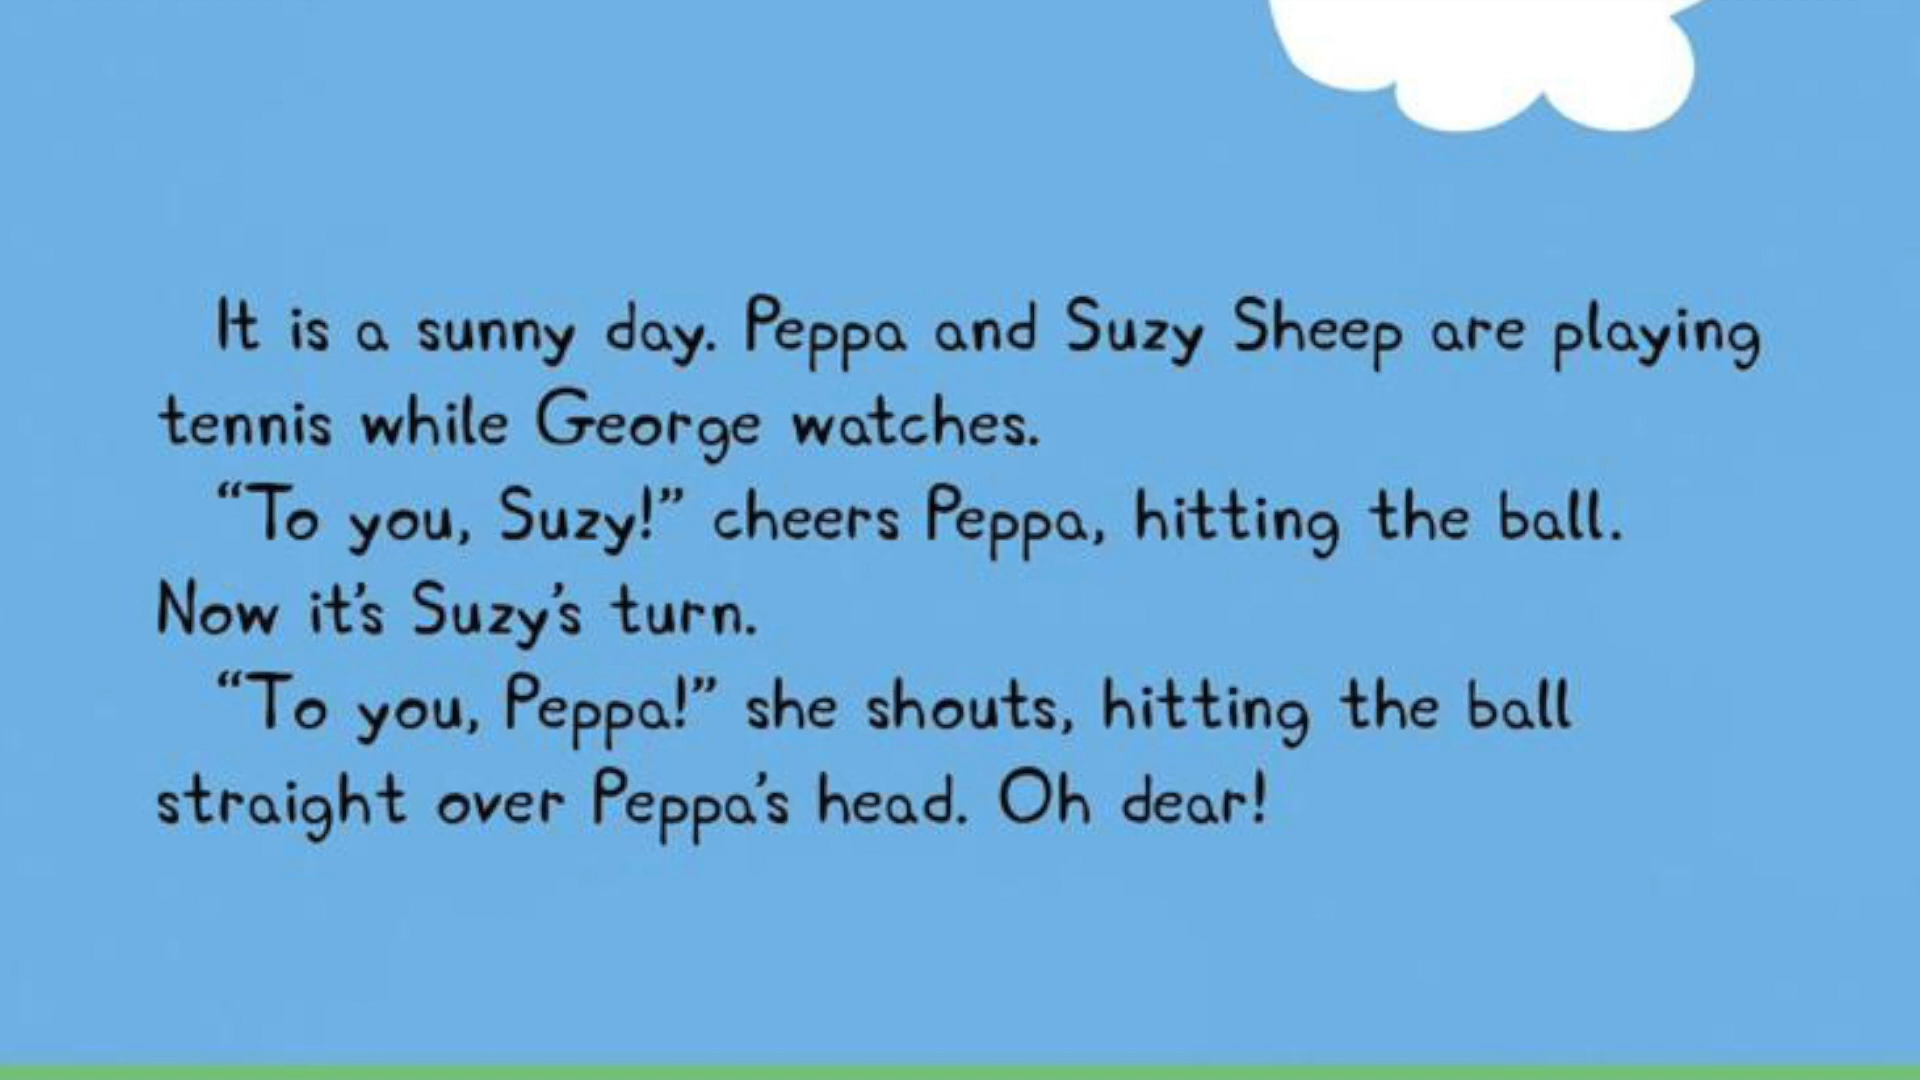 It is a sunny day. Peppa and Suzy Sheep are playing
tennis while George watches.
“To you, Suzy!” cheers Peppa, hitting the ball.
Now it’s Suzy’s turn.
“To you, Peppa!” she shouts, hitting the ball
straight over Peppa’s head. Oh dear!